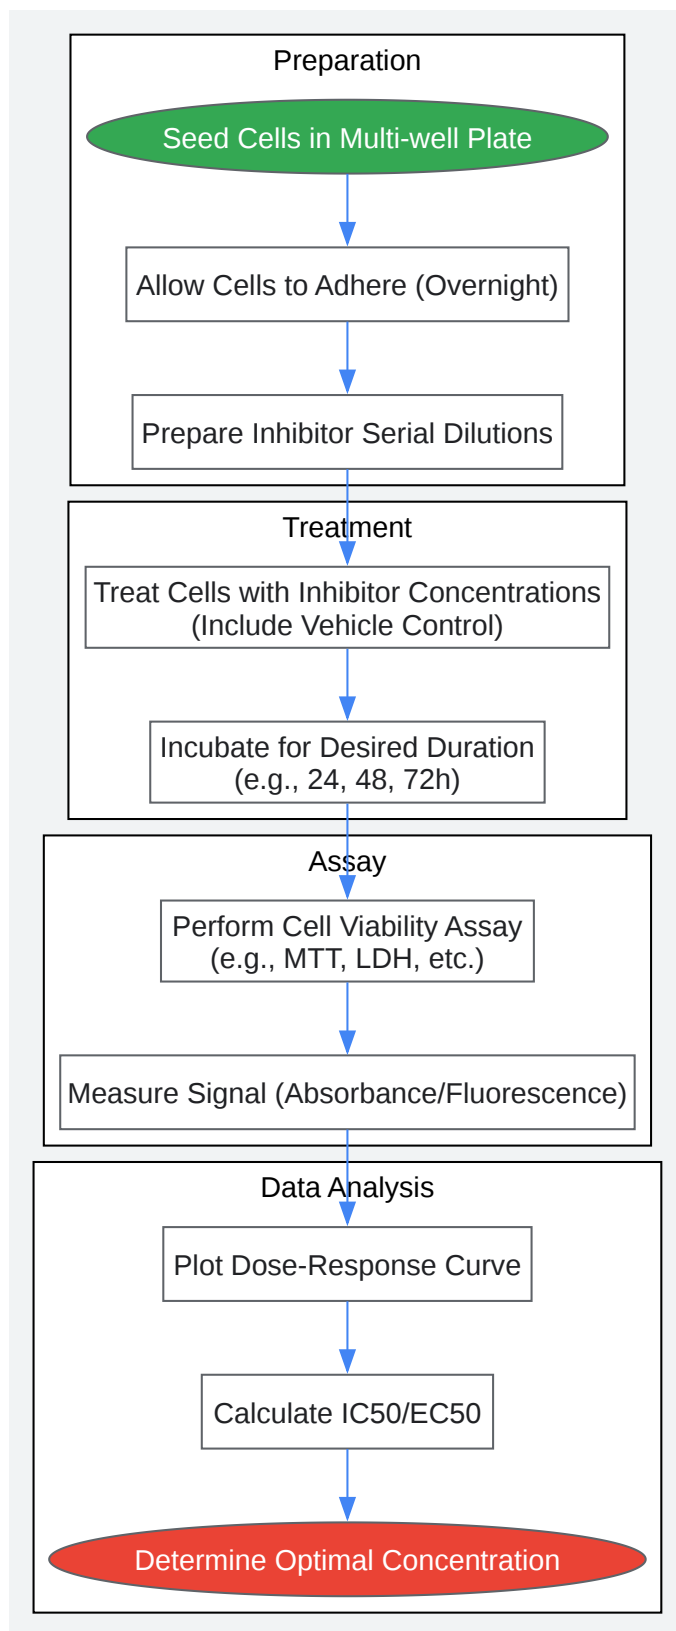 Preparation
Seed Cells in Multi-well Plate
Allow Cells to Adhere (Overnight)
Prepare Inhibitor Serial Dilutions
Treatment
Treat Cells with Inhibitor Concentrations
(Include Vehicle Control)
Incubate for Desired Duration
(e.g., 24, 48, 72h)
Assay
Perform Cell Viability Assay
(e.g., MTT, LDH, etc.)
Measure Signal (Absorbance/Fluorescence)
Data Analysis
Plot Dose-Response Curve
Calculate IC50/EC50
Determine Optimal Concentration